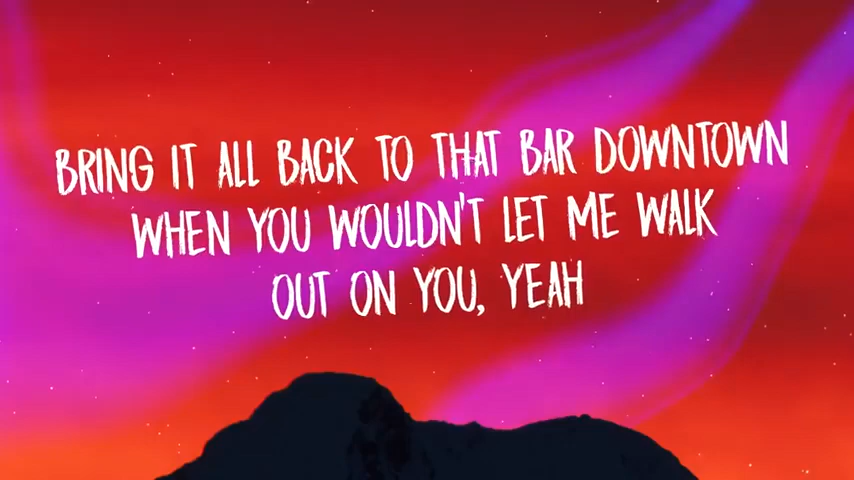 BRING IT ALL BACK TO THAT BAR DOWNTOWN
WHEN YOU WOULDN'T LET ME WALK
OUT ON YOU, YEAH